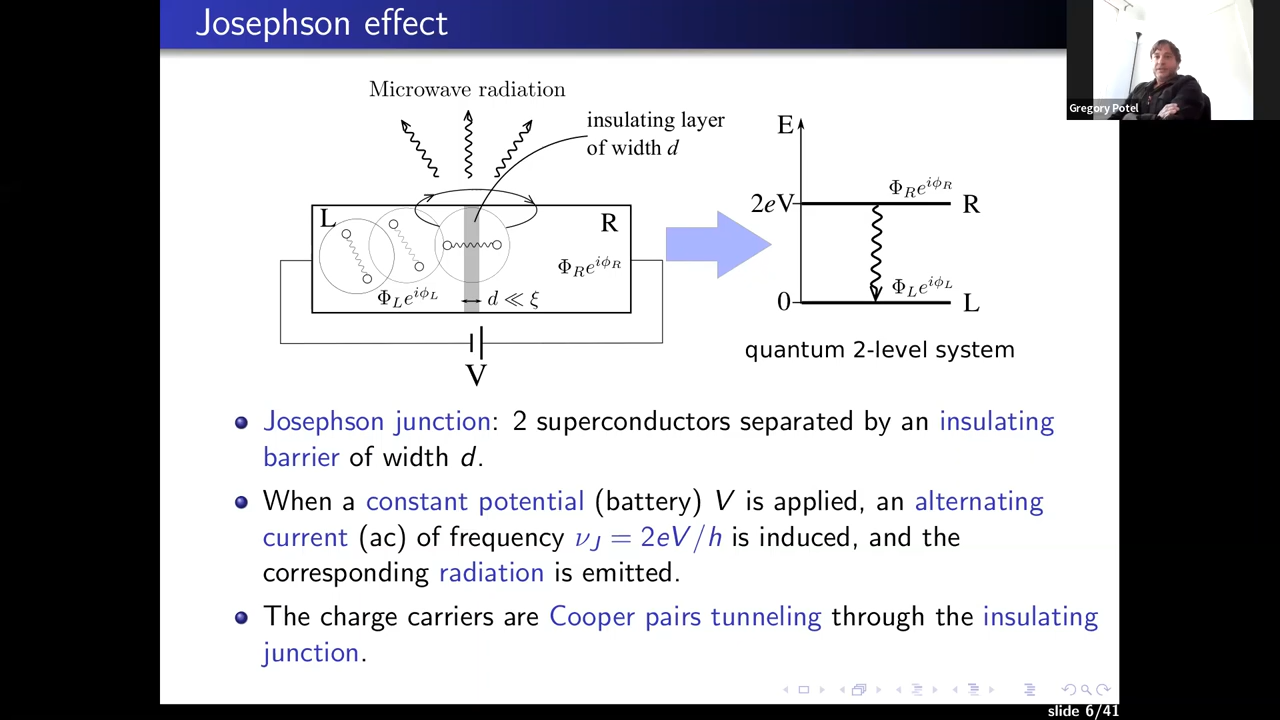 Josephson effect
Gregory Potel
Microwave radiation
insulating layer
of width d
L
R
Φ_R e^{iϕ_R}
Φ_L e^{iϕ_L}
d ≪ ξ
V
E
2eV
Φ_R e^{iϕ_R}
R
Φ_L e^{iϕ_L}
0
L
quantum 2-level system
Josephson junction: 2 superconductors separated by an insulating
barrier of width d.
When a constant potential (battery) V is applied, an alternating
current (ac) of frequency ν_J = 2eV/h is induced, and the
corresponding radiation is emitted.
The charge carriers are Cooper pairs tunneling through the insulating
junction.
slide 6/41